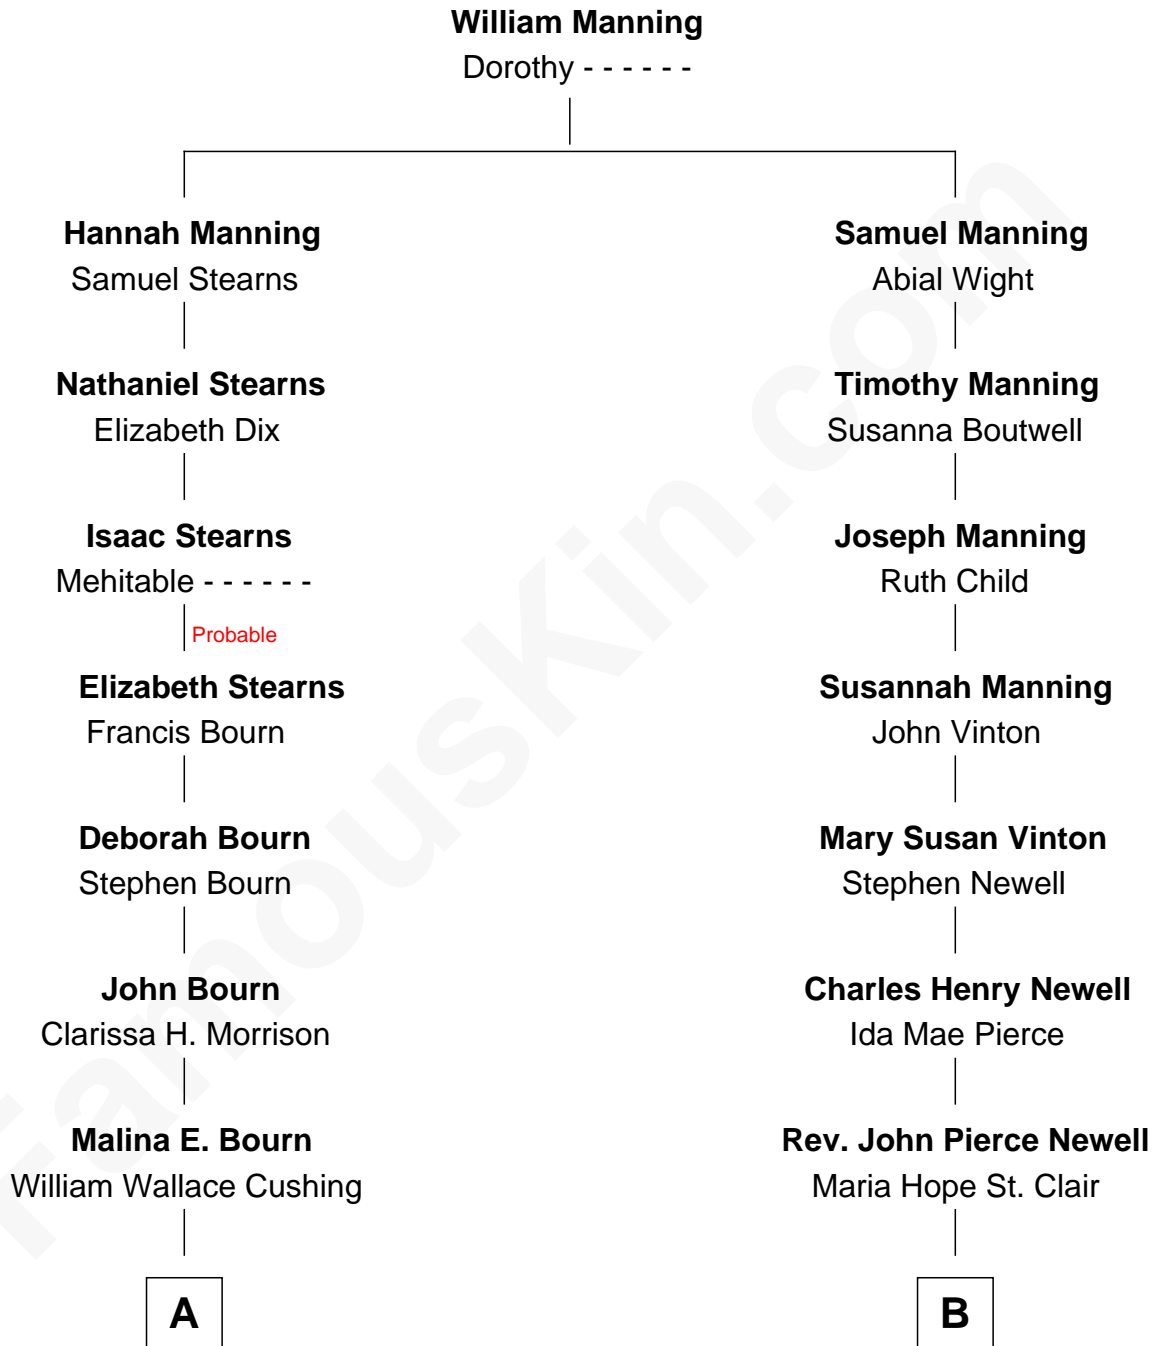 William Manning
Dorothy - - - - - -
Hannah Manning
Samuel Stearns
Samuel Manning
Abial Wight
Nathaniel Stearns
Elizabeth Dix
Timothy Manning
Susanna Boutwell
Isaac Stearns
Mehitable - - - - - -
Joseph Manning
Ruth Child
Probable
Elizabeth Stearns
Francis Bourn
Susannah Manning
John Vinton
Deborah Bourn
Stephen Bourn
Mary Susan Vinton
Stephen Newell
John Bourn
Clarissa H. Morrison
Charles Henry Newell
Ida Mae Pierce
Malina E. Bourn
William Wallace Cushing
Rev. John Pierce Newell
Maria Hope St. Clair
A
B
FamousKin.com